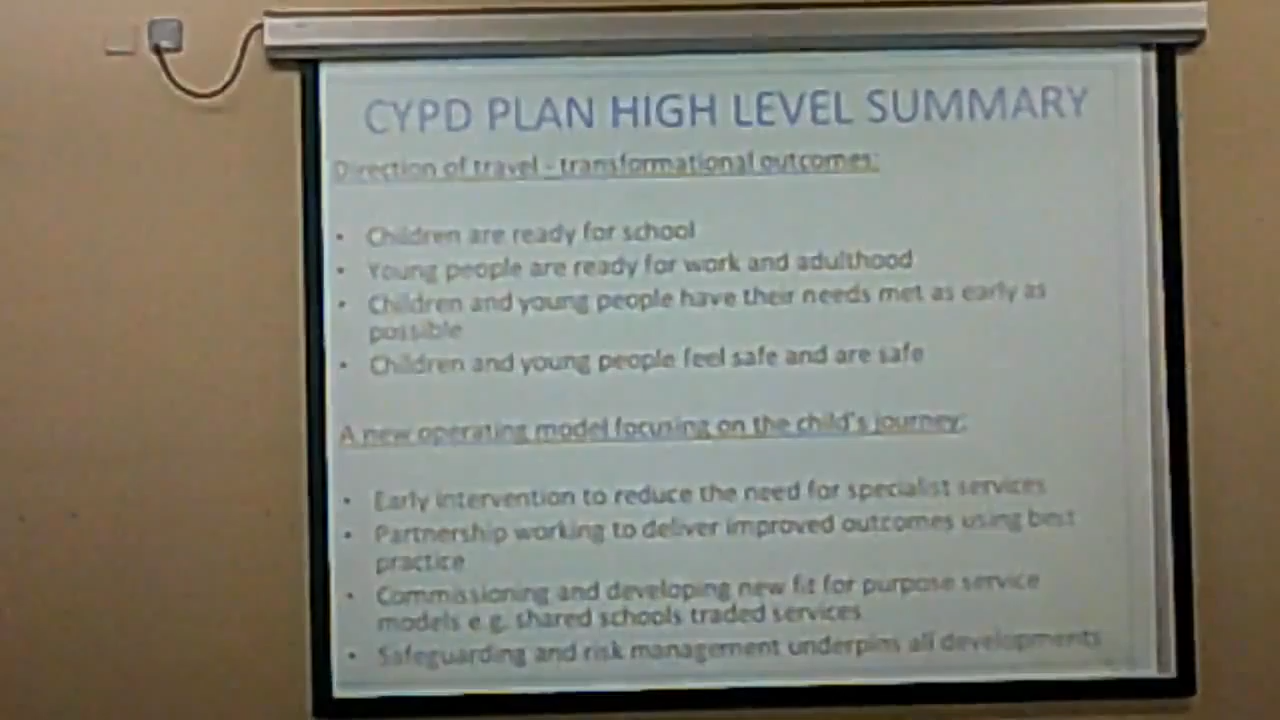 CYPD PLAN HIGH LEVEL SUMMARY
Direction of travel - transformational outcomes:
• Children are ready for school
• Young people are ready for work and adulthood
• Children and young people have their needs met as early as
possible
• Children and young people feel safe and are safe
A new operating model focusing on the child's journey:
• Early intervention to reduce the need for specialist services
• Partnership working to deliver improved outcomes using best
practice
• Commissioning and developing new fit for purpose service
models e.g. shared schools traded services
• Safeguarding and risk management underpins all developments